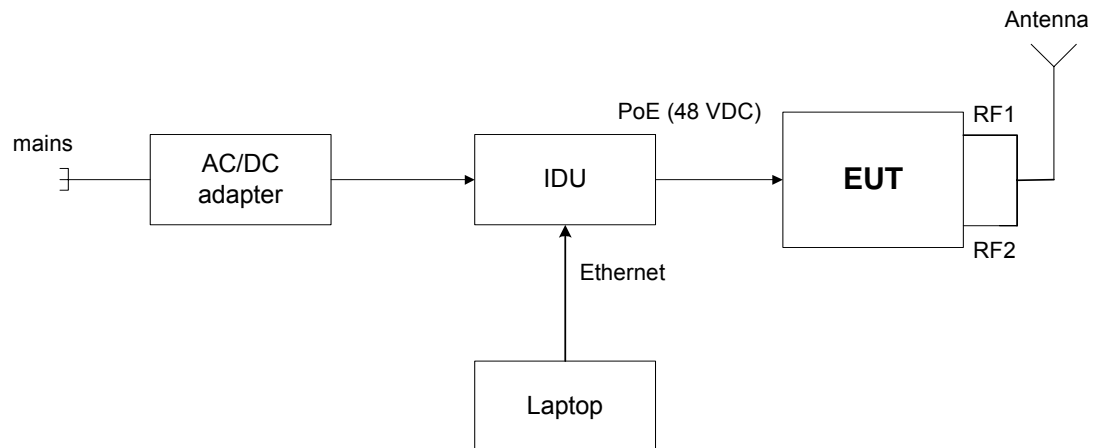 Antenna
PoE (48 VDC)
RF1
mains
AC/DC
adapter
IDU
EUT
RF2
Ethernet
Laptop